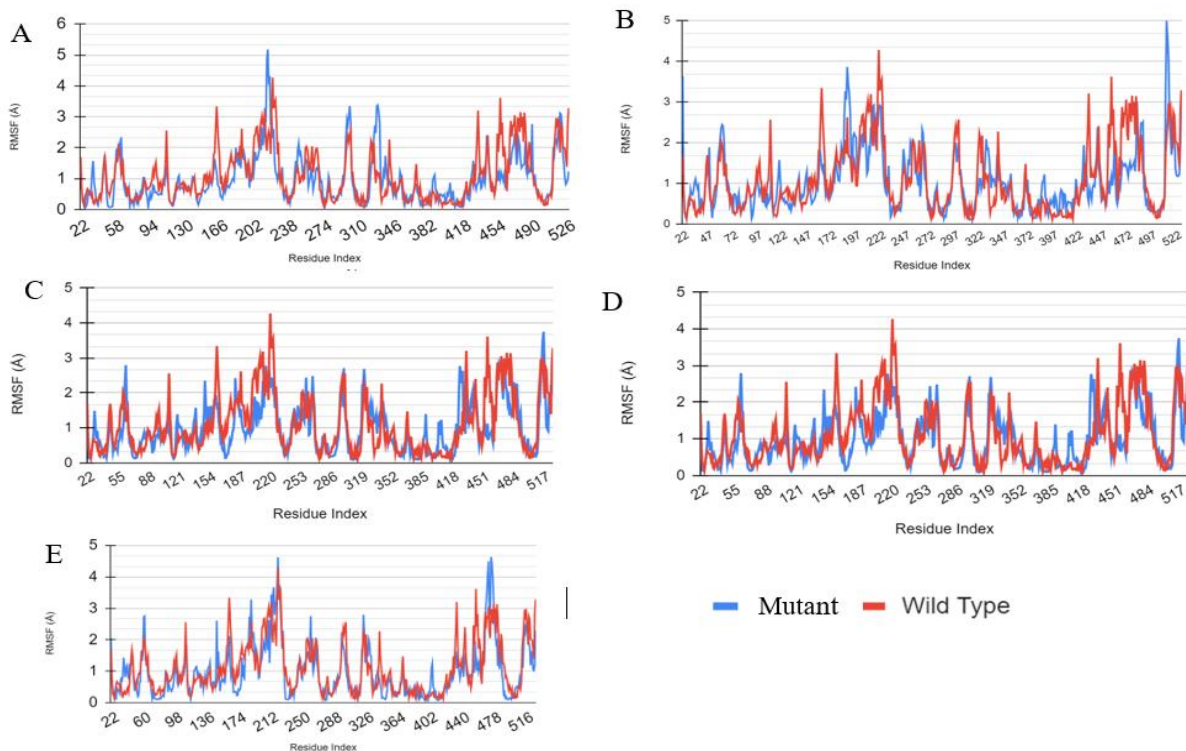 A
RMSF (Å)
6
5
4
3
2
1
0
22 58 94 130 166 202 238 274 310 346 382 418 454 490 526
Residue Index
B
RMSF (Å)
5
4
3
2
1
0
22 47 72 97 122 147 172 197 222 247 272 297 322 347 372 397 422 447 472 497 522
Residue Index
C
RMSF (Å)
5
4
3
2
1
0
22 55 88 121 154 187 220 253 286 319 352 385 418 451 484 517
Residue Index
D
RMSF (Å)
5
4
3
2
1
0
22 55 88 121 154 187 220 253 286 319 352 385 418 451 484 517
Residue Index
E
RMSF (Å)
5
4
3
2
1
0
22 60 98 136 174 212 250 288 326 364 402 440 478 516
Residue Index
Mutant Wild Type